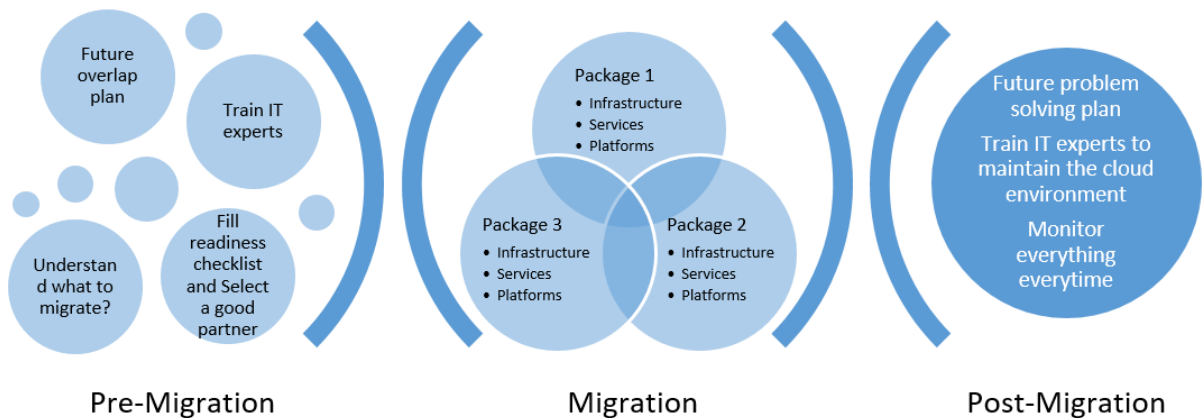 Future
overlap
plan
Train IT
experts
Understan
d what to
migrate?
Fill
readiness
checklist
and Select
a good
partner
Pre-Migration
Package 1
• Infrastructure
• Services
• Platforms
Package 3
• Infrastructure
• Services
• Platforms
Package 2
• Infrastructure
• Services
• Platforms
Migration
Future problem
solving plan
Train IT experts to
maintain the cloud
environment
Monitor
everything
everytime
Post-Migration